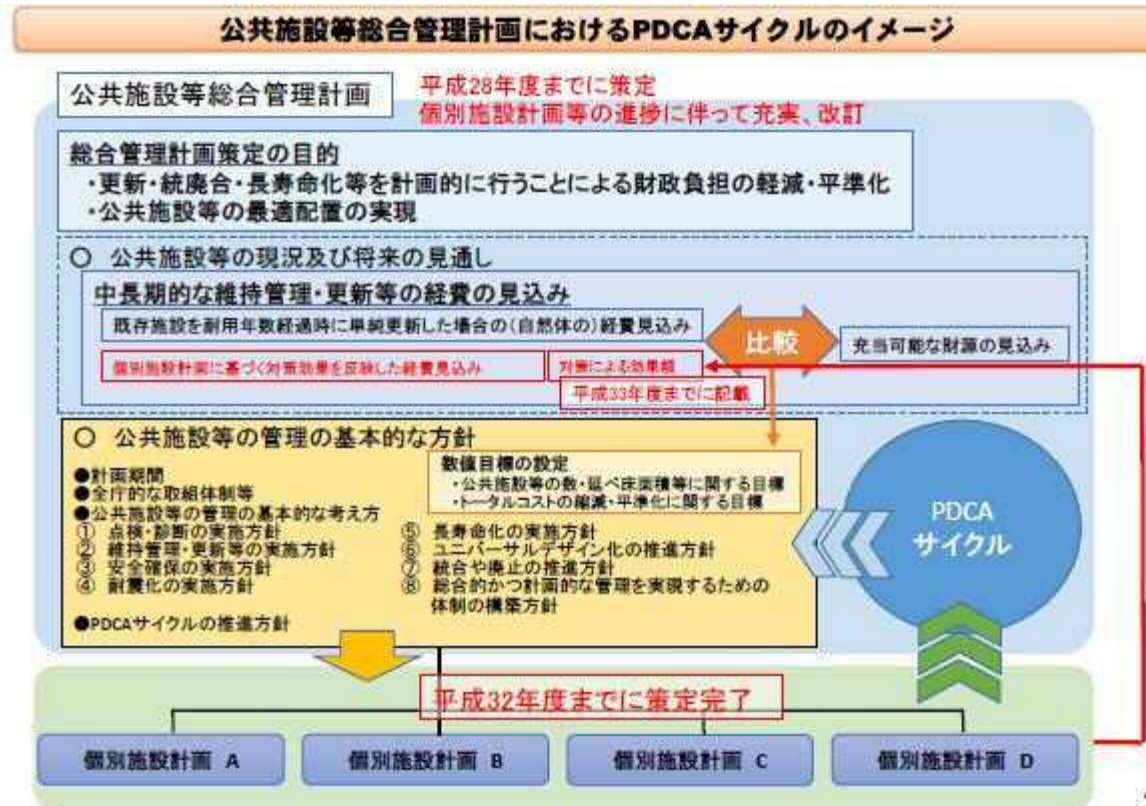 公共施設等総合管理計画におけるPDCAサイクルのイメージ
公共施設等総合管理計画
平成28年度までに策定
個別施設計画等の進捗に伴って充実、改訂
総合管理計画策定の目的
・更新・統廃合・長寿命化等を計画的に行うことによる財政負担の軽減・平準化
・公共施設等の最適配置の実現
○ 公共施設等の現況及び将来の見通し
中長期的な維持管理・更新等の経費の見込み
既存施設を耐用年数経過時に単純更新した場合の(自然体の)経費見込み
比較
充当可能な財源の見込み
個別施設計画に基づく対策効果を反映した経費見込み
対策による効果額
平成33年度までに記載
○ 公共施設等の管理の基本的な方針
数値目標の設定
・公共施設等の数・延べ床面積等に関する目標
・トータルコストの縮減・平準化に関する目標
●計画期間
●全庁的な取組体制等
●公共施設等の管理の基本的な考え方
① 点検・診断の実施方針
② 維持管理・更新等の実施方針
③ 安全確保の実施方針
④ 耐震化の実施方針
⑤ 長寿命化の実施方針
⑥ ユニバーサルデザイン化の推進方針
⑦ 統合や廃止の推進方針
⑧ 総合的かつ計画的な管理を実現するための
体制の構築方針
●PDCAサイクルの推進方針
PDCA
サイクル
平成32年度までに策定完了
個別施設計画 A
個別施設計画 B
個別施設計画 C
個別施設計画 D